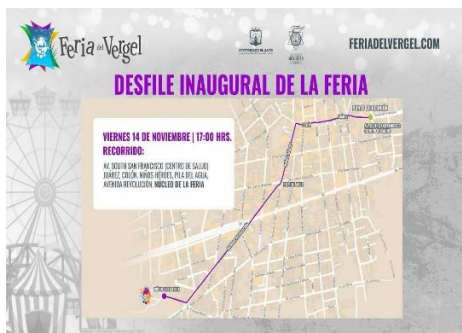 Feria del Vergel
FERIADELVERGEL.COM
DESFILE INAUGURAL DE LA FERIA
VIERNES 14 DE NOVIEMBRE | 17:00 HRS.
RECORRIDO:
AV. SOUTH SAN FRANCISCO (CENTRO DE SALUD)
JUÁREZ, COLÓN, NIÑOS HÉROES, PILA DEL AGUA,
AVENIDA REVOLUCIÓN, NÚCLEO DE LA FERIA